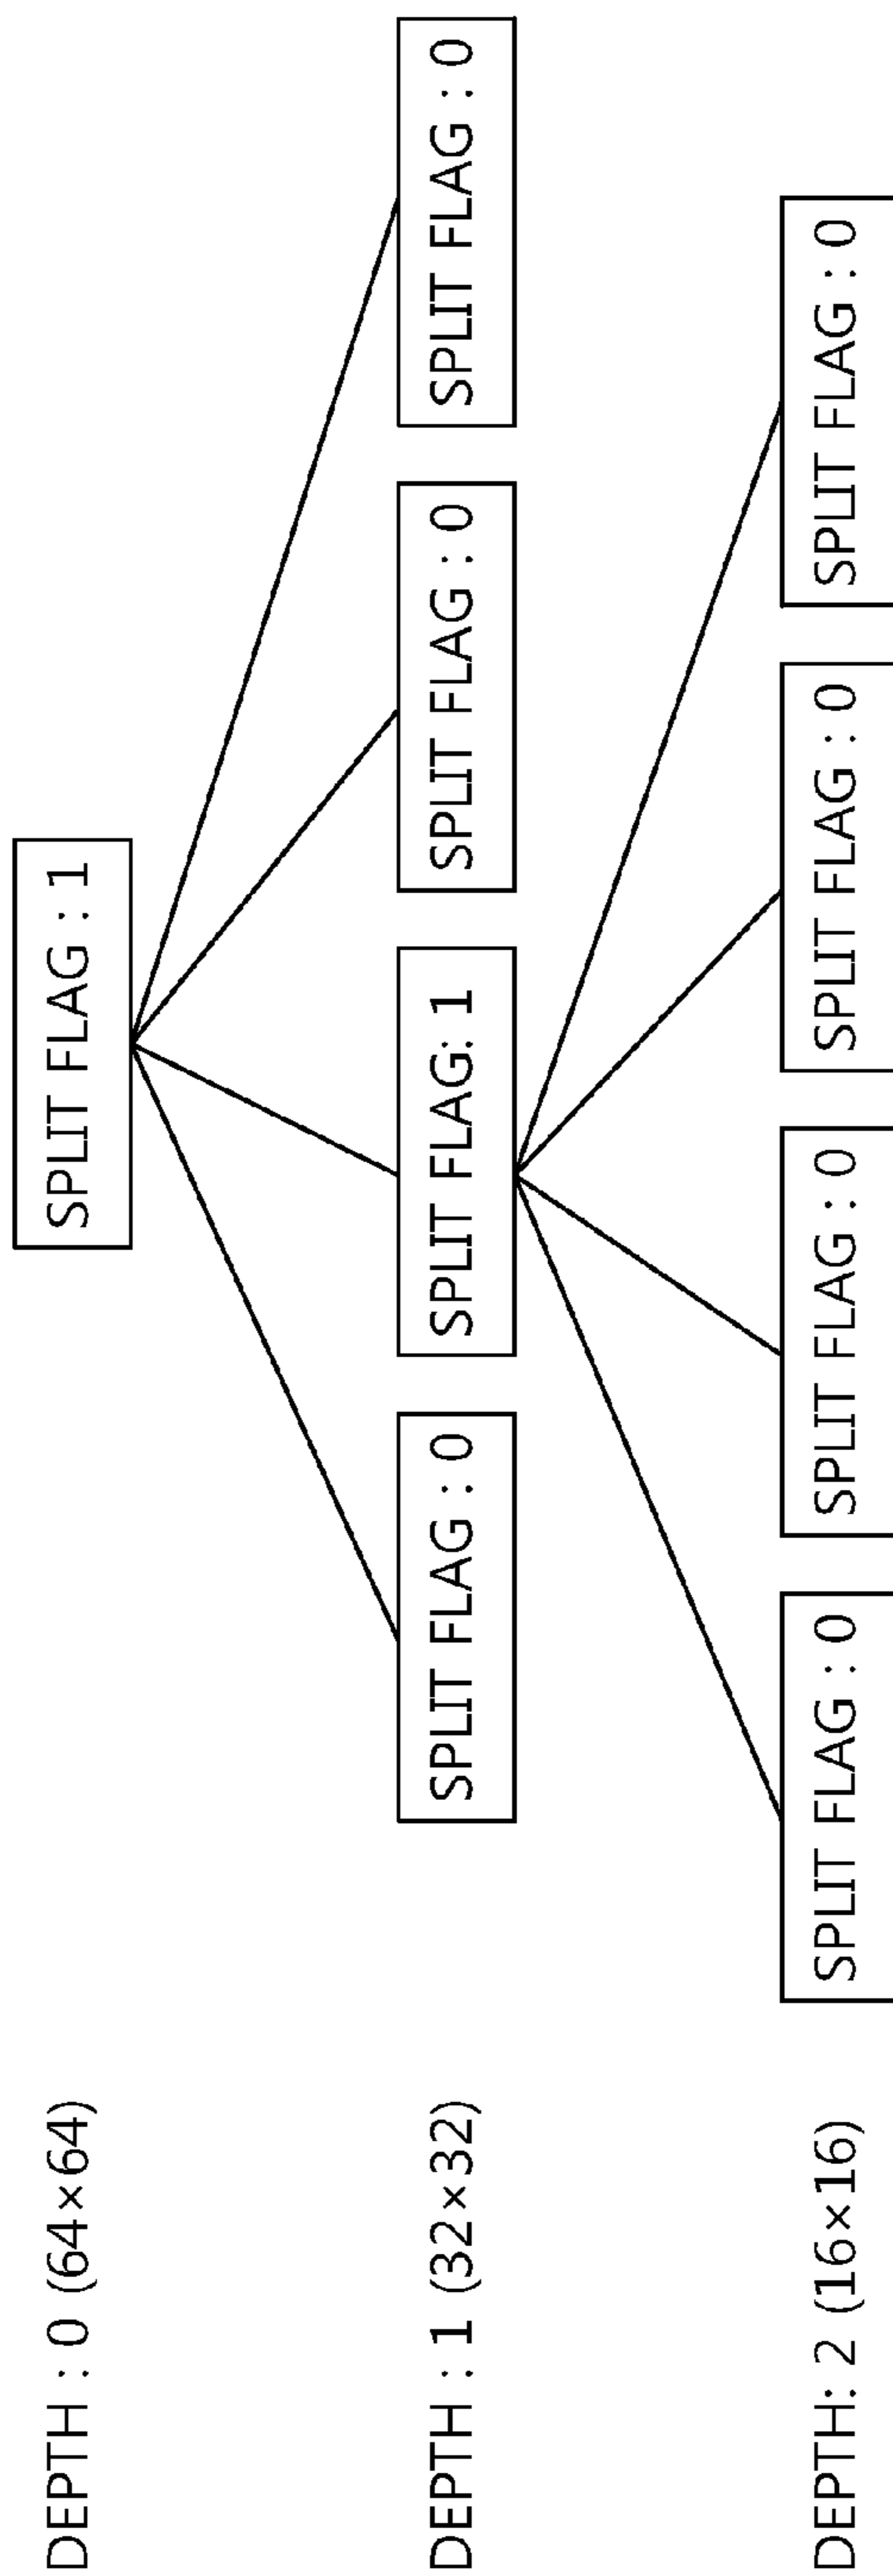 DEPTH : 0 (64×64)
SPLIT FLAG : 1
DEPTH : 1 (32×32)
SPLIT FLAG : 0
SPLIT FLAG: 1
SPLIT FLAG : 0
SPLIT FLAG : 0
DEPTH: 2 (16×16)
SPLIT FLAG : 0
SPLIT FLAG : 0
SPLIT FLAG : 0
SPLIT FLAG : 0